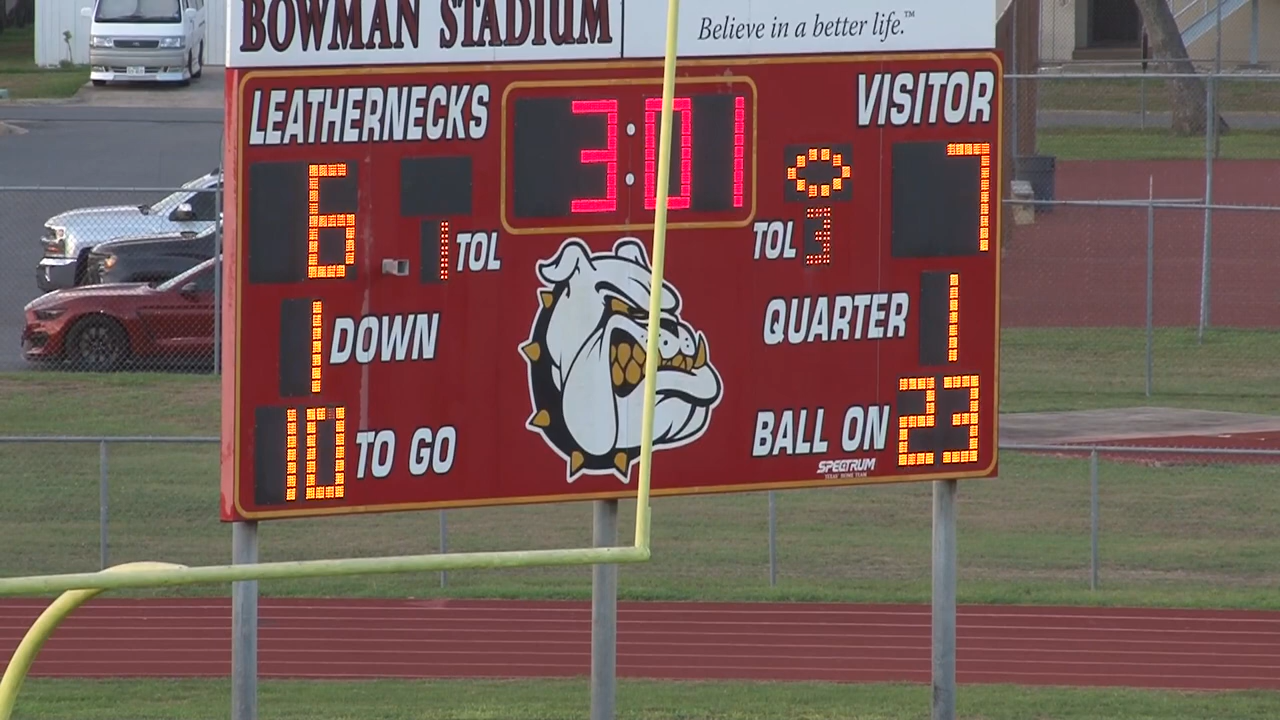 BOWMAN STADIUM
Believe in a better life.™
LEATHERNECKS
3:01
VISITOR
6
7
1 TOL
TOL 3
1 DOWN
QUARTER 1
10 TO GO
BALL ON 23
SPECTRUM